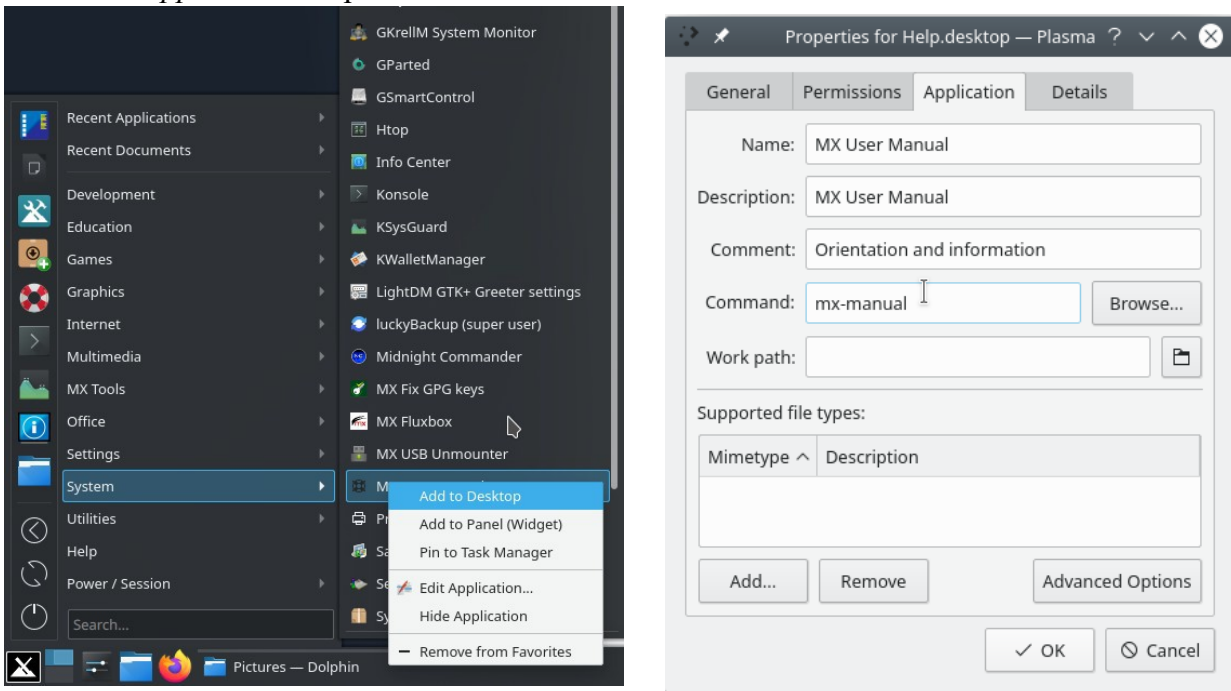 GKrellM System Monitor
GParted
GSmartControl
Htop
Info Center
Konsole
KSysGuard
KWalletManager
LightDM GTK+ Greeter settings
luckyBackup (super user)
Midnight Commander
MX Fix GPG keys
MX Fluxbox
MX USB Unmounter
Recent Applications
Recent Documents
Development
Education
Games
Graphics
Internet
Multimedia
MX Tools
Office
Settings
System
Utilities
Help
Power / Session
Search...
Add to Desktop
Add to Panel (Widget)
Pin to Task Manager
Edit Application...
Hide Application
Remove from Favorites
Pictures — Dolphin
Properties for Help.desktop — Plasma
General Permissions Application Details
Name: MX User Manual
Description: MX User Manual
Comment: Orientation and information
Command: mx-manual Browse...
Work path:
Supported file types:
Mimetype Description
Add... Remove Advanced Options
OK Cancel